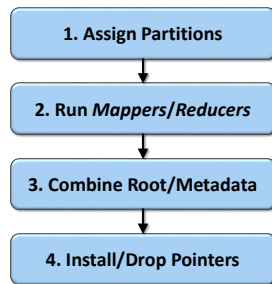 1. Assign Partitions
2. Run Mappers/Reducers
3. Combine Root/Metadata
4. Install/Drop Pointers